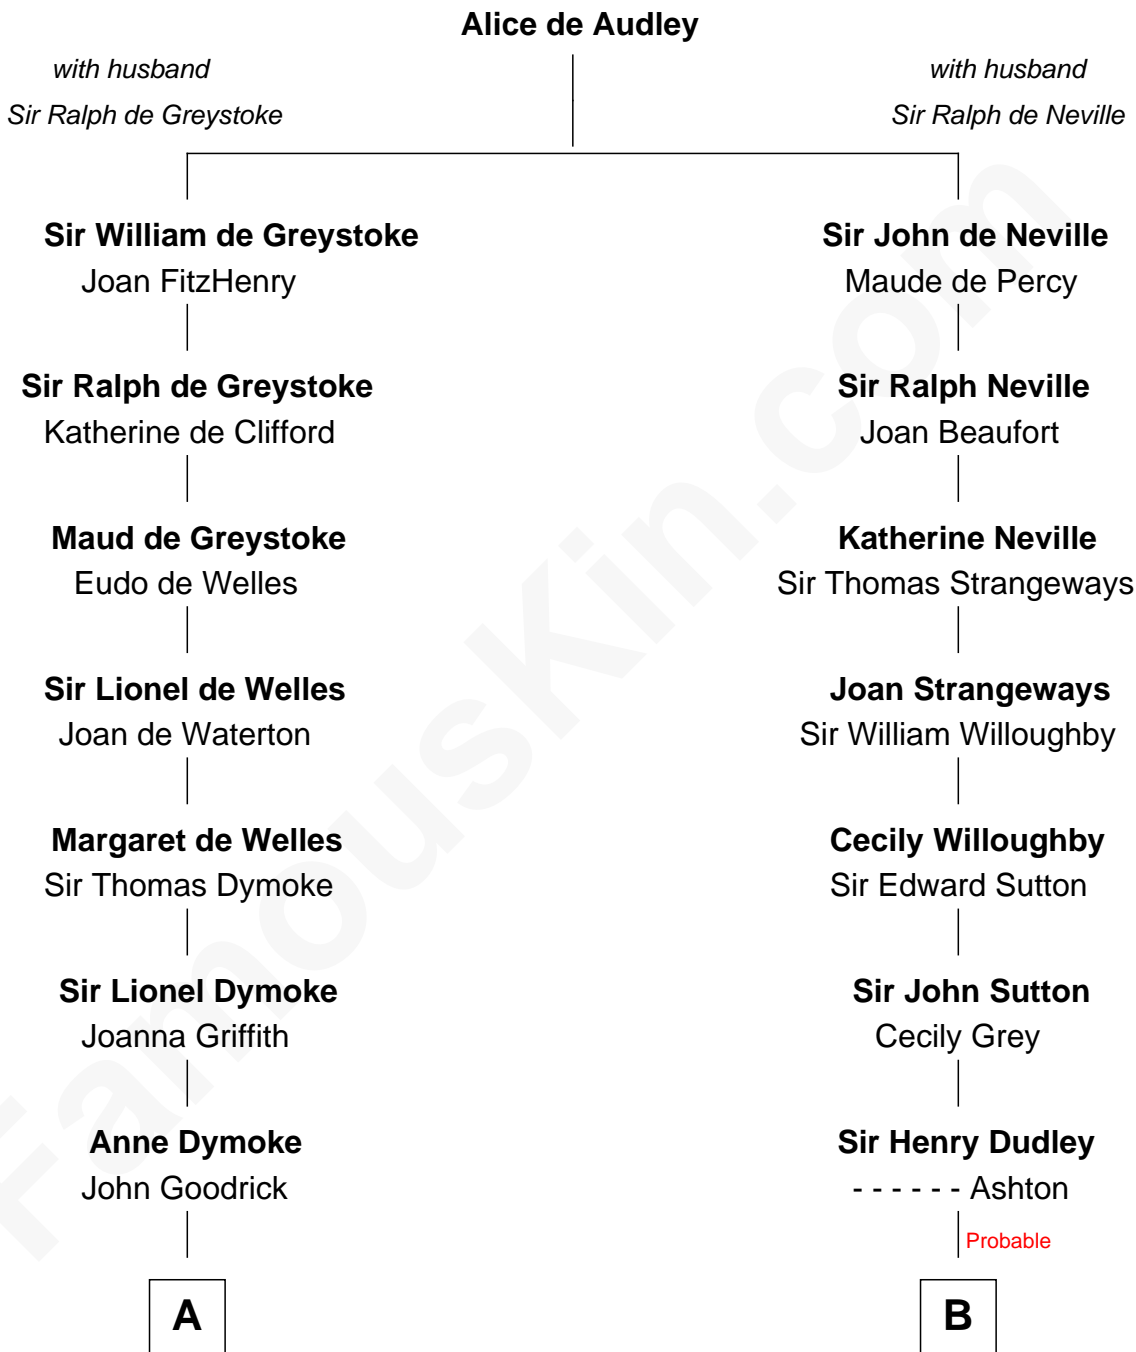 Alice de Audley
with husband
Sir Ralph de Greystoke
with husband
Sir Ralph de Neville
Sir William de Greystoke
Joan FitzHenry
Sir John de Neville
Maude de Percy
Sir Ralph de Greystoke
Katherine de Clifford
Sir Ralph Neville
Joan Beaufort
Maud de Greystoke
Eudo de Welles
Katherine Neville
Sir Thomas Strangeways
Sir Lionel de Welles
Joan de Waterton
Joan Strangeways
Sir William Willoughby
Margaret de Welles
Sir Thomas Dymoke
Cecily Willoughby
Sir Edward Sutton
Sir Lionel Dymoke
Joanna Griffith
Sir John Sutton
Cecily Grey
Anne Dymoke
John Goodrick
Sir Henry Dudley
- - - - - - Ashton
Probable
A
B
FamousKin.com